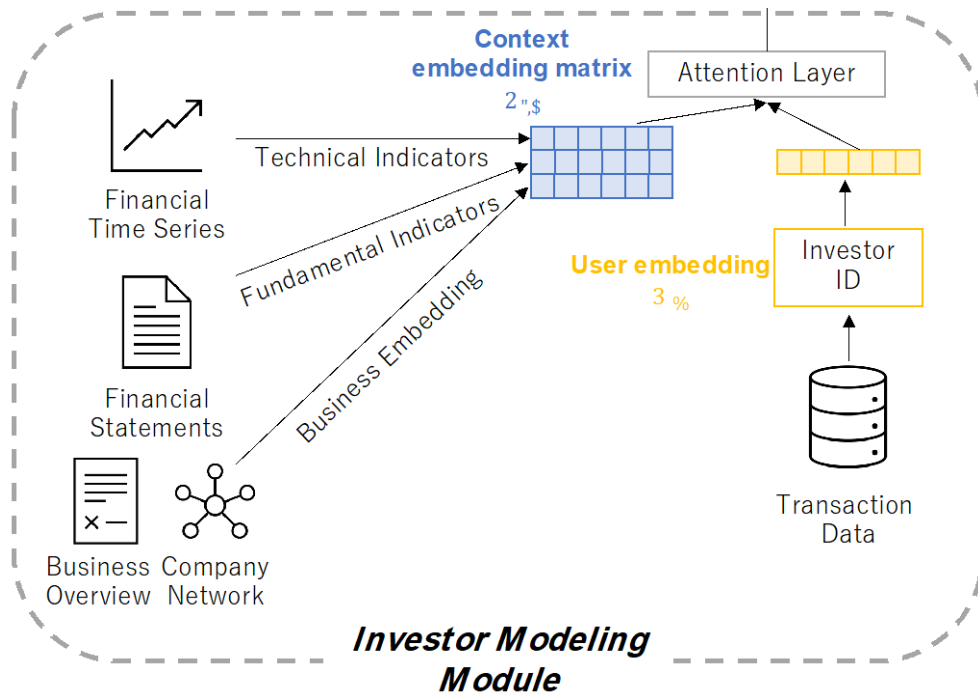 Context
embedding matrix
2 ",$
Attention Layer
Technical Indicators
Financial
Time Series
Fundamental Indicators
User embedding
3 %
Investor
ID
Business Embedding
Financial
Statements
Transaction
Data
Business
Overview
Company
Network
Investor Modeling
Module